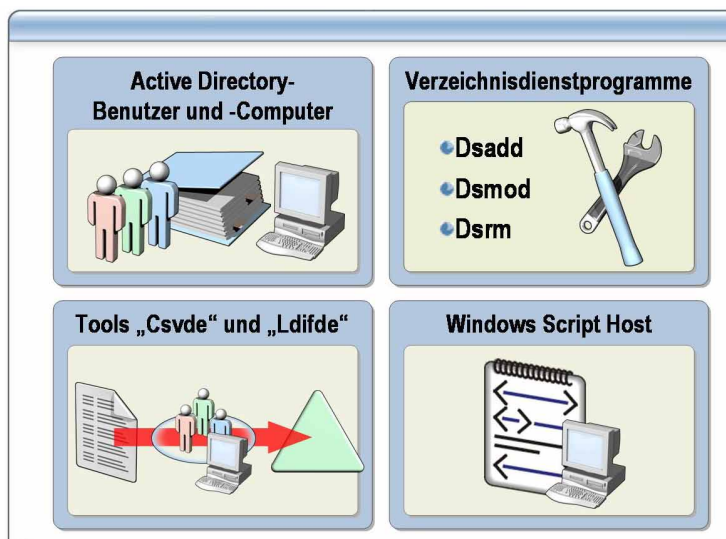 Active Directory-
Benutzer und -Computer
Verzeichnisdienstprogramme
Dsadd
Dsmod
Dsrm
Tools „Csvde“ und „Ldifde“
Windows Script Host